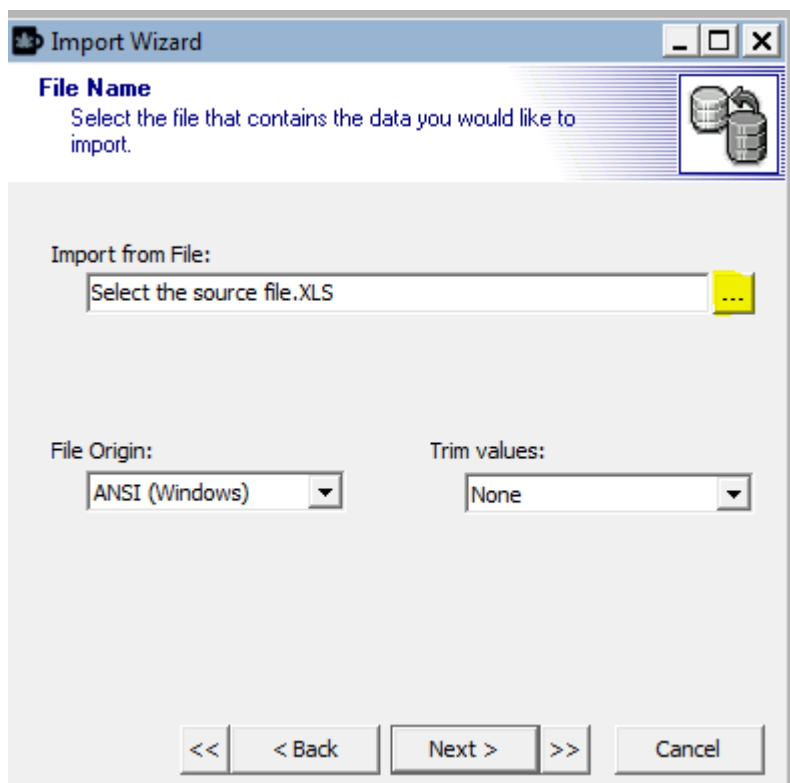 Import Wizard
File Name
Select the file that contains the data you would like to
import.
Import from File:
Select the source file.XLS
...
File Origin:
Trim values:
ANSI (Windows)
None
<<
< Back
Next >
>>
Cancel